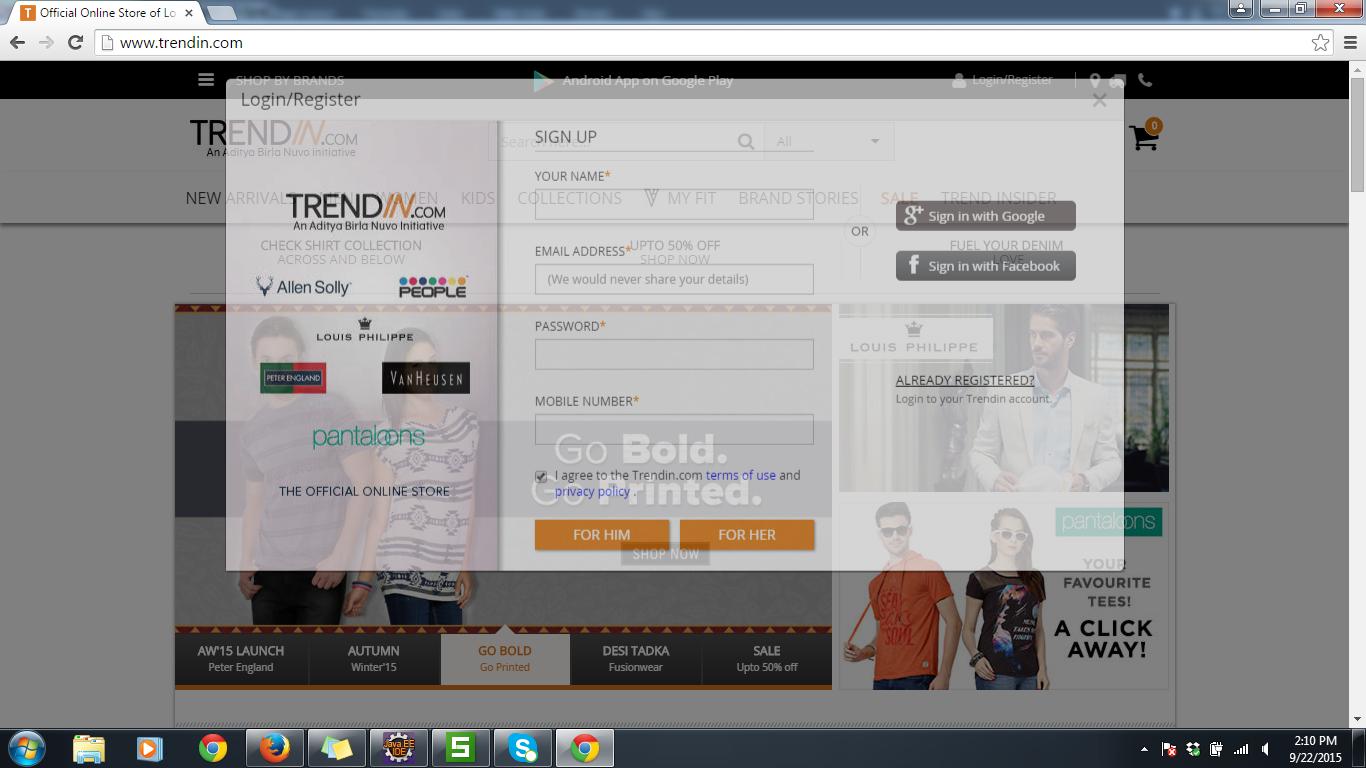 Official Online Store of Lo
www.trendin.com
SHOP BY BRANDS
Android App on Google Play
Login/Register
Login/Register
TRENDIN.COM
An Aditya Birla Nuvo Initiative
Search here...
All
0
NEW ARRIVALS MEN WOMEN KIDS COLLECTIONS MY FIT BRAND STORIES SALE TREND INSIDER
CHECK SHIRT COLLECTION
ACROSS AND BELOW
UPTO 50% OFF
SHOP NOW
FUEL YOUR DENIM
LOVE
TRENDIN.COM
An Aditya Birla Nuvo Initiative
Allen Solly
PEOPLE
LOUIS PHILIPPE
PETER ENGLAND
VANHEUSEN
pantaloons
THE OFFICIAL ONLINE STORE
SIGN UP
YOUR NAME*
EMAIL ADDRESS*
(We would never share your details)
PASSWORD*
MOBILE NUMBER*
I agree to the Trendin.com terms of use and
privacy policy .
FOR HIM
FOR HER
OR
g+ Sign in with Google
f Sign in with Facebook
ALREADY REGISTERED?
Login to your Trendin account.
Go Bold.
Go Printed.
SHOP NOW
LOUIS PHILIPPE
pantaloons
YOUR
FAVOURITE
TEES!
A CLICK
AWAY!
AW'15 LAUNCH
Peter England
AUTUMN
Winter'15
GO BOLD
Go Printed
DESI TADKA
Fusionwear
SALE
Upto 50% off
Java EE
IDE
S
2:10 PM
9/22/2015